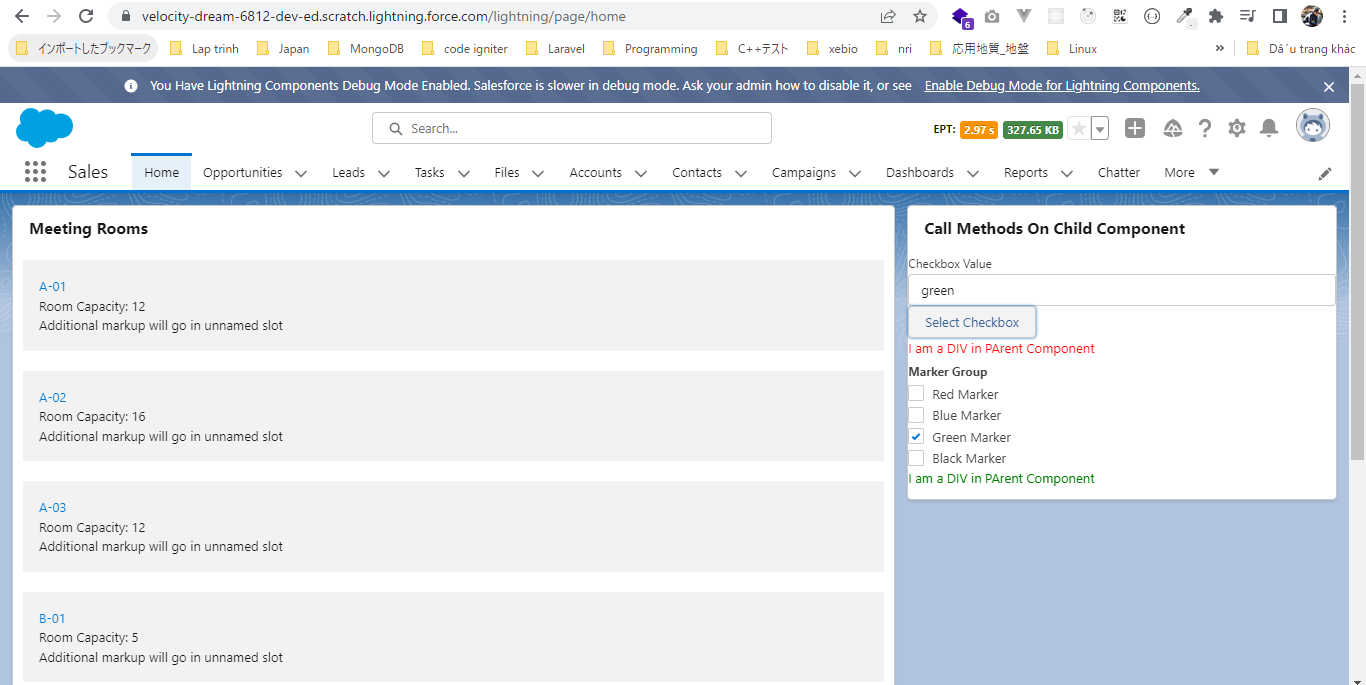 velocity-dream-6812-dev-ed.scratch.lightning.force.com/lightning/page/home
6
インポートしたブックマーク Lap trinh Japan MongoDB code igniter Laravel Programming C++テスト xebio nri 応用地質_地盤 Linux » Dấu trang khác
You Have Lightning Components Debug Mode Enabled. Salesforce is slower in debug mode. Ask your admin how to disable it, or see Enable Debug Mode for Lightning Components.
Search...
EPT: 2.97 s 327.65 KB
Sales Home Opportunities Leads Tasks Files Accounts Contacts Campaigns Dashboards Reports Chatter More
Meeting Rooms
A-01
Room Capacity: 12
Additional markup will go in unnamed slot
A-02
Room Capacity: 16
Additional markup will go in unnamed slot
A-03
Room Capacity: 12
Additional markup will go in unnamed slot
B-01
Room Capacity: 5
Additional markup will go in unnamed slot
Call Methods On Child Component
Checkbox Value
green
Select Checkbox
I am a DIV in PArent Component
Marker Group
Red Marker
Blue Marker
Green Marker
Black Marker
I am a DIV in PArent Component